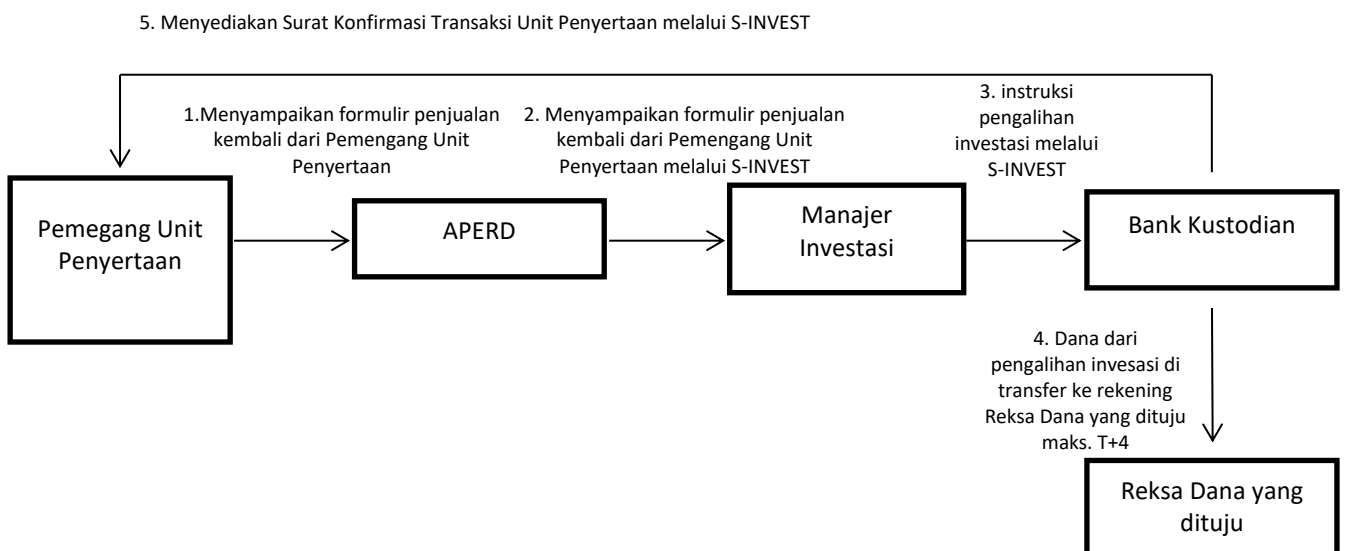 5. Menyediakan Surat Konfirmasi Transaksi Unit Penyertaan melalui S-INVEST
1.Menyampaikan formulir penjualan
kembali dari Pemengang Unit
Penyertaan
2. Menyampaikan formulir penjualan
kembali dari Pemengang Unit
Penyertaan melalui S-INVEST
3. instruksi
pengalihan
investasi melalui
S-INVEST
Pemegang Unit
Penyertaan
APERD
Manajer
Investasi
Bank Kustodian
4. Dana dari
pengalihan invesasi di
transfer ke rekening
Reksa Dana yang dituju
maks. T+4
Reksa Dana yang
dituju